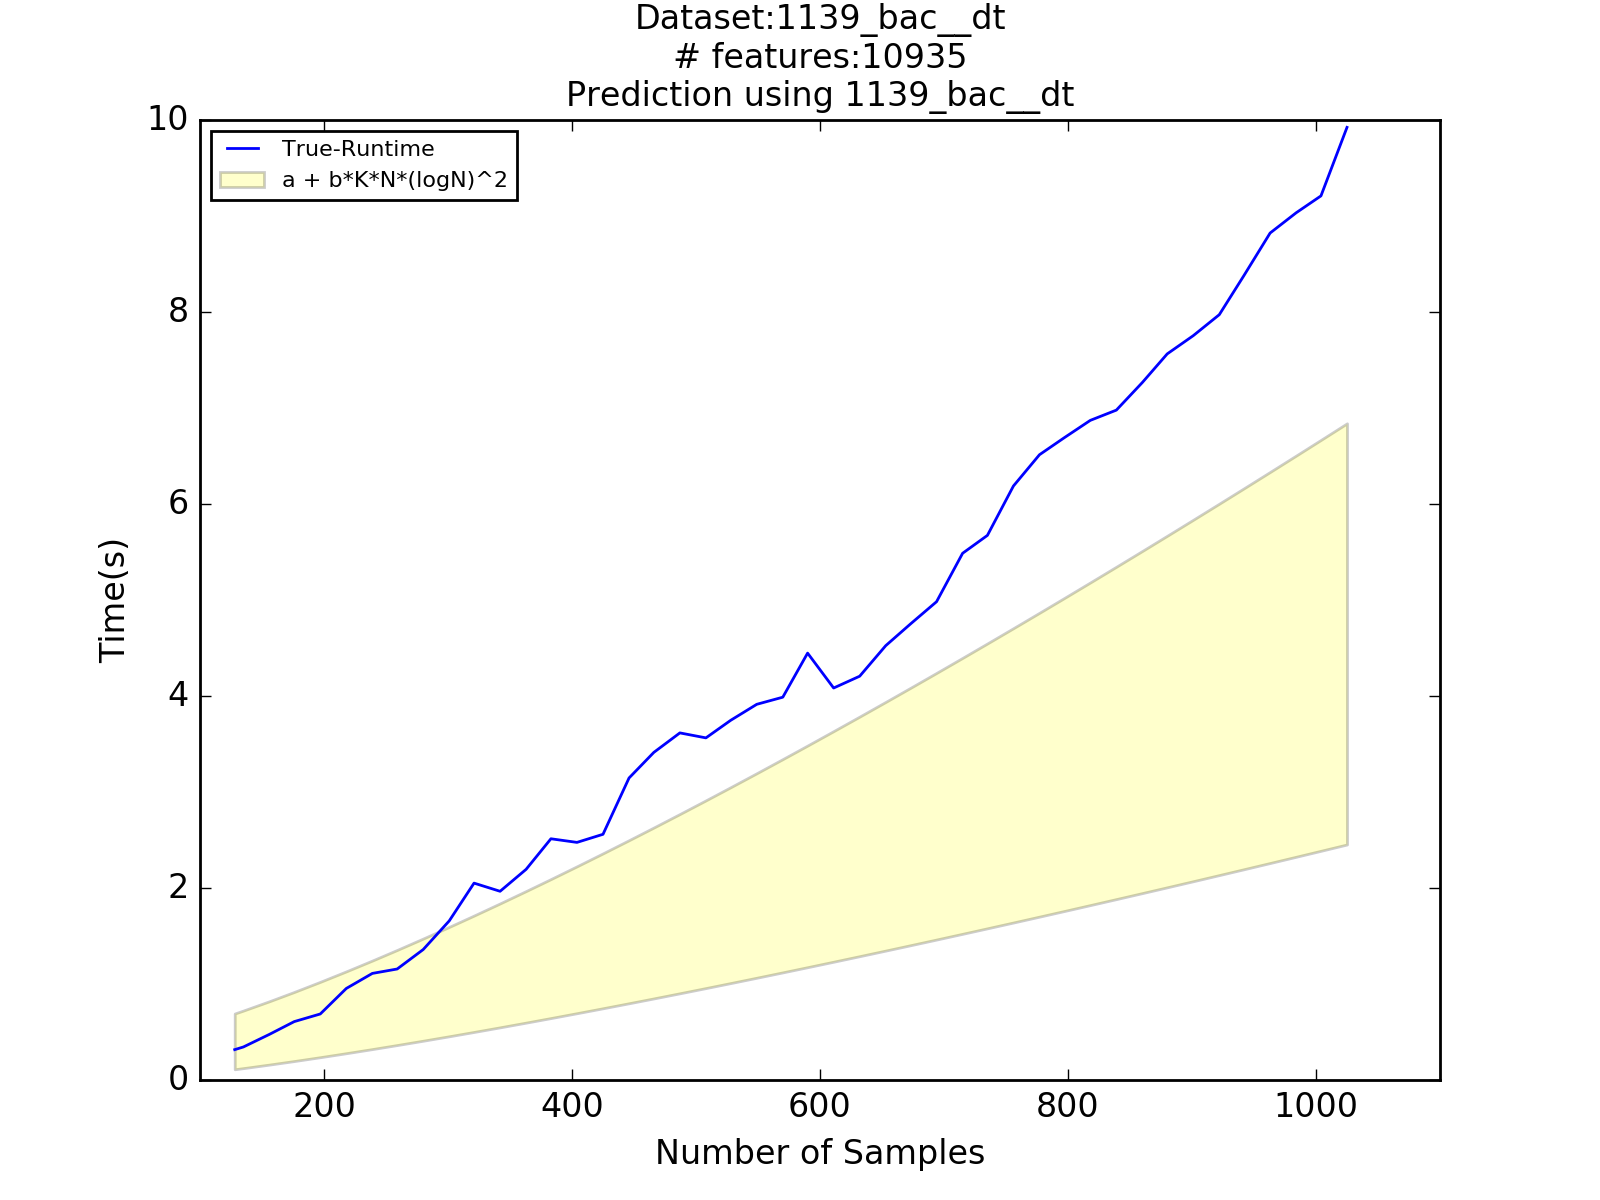 Dataset:1139_bac__dt
# features:10935
Prediction using 1139_bac__dt
True-Runtime
a + b*K*N*(logN)^2
10
8
6
4
2
0
Time(s)
200 400 600 800 1000
Number of Samples